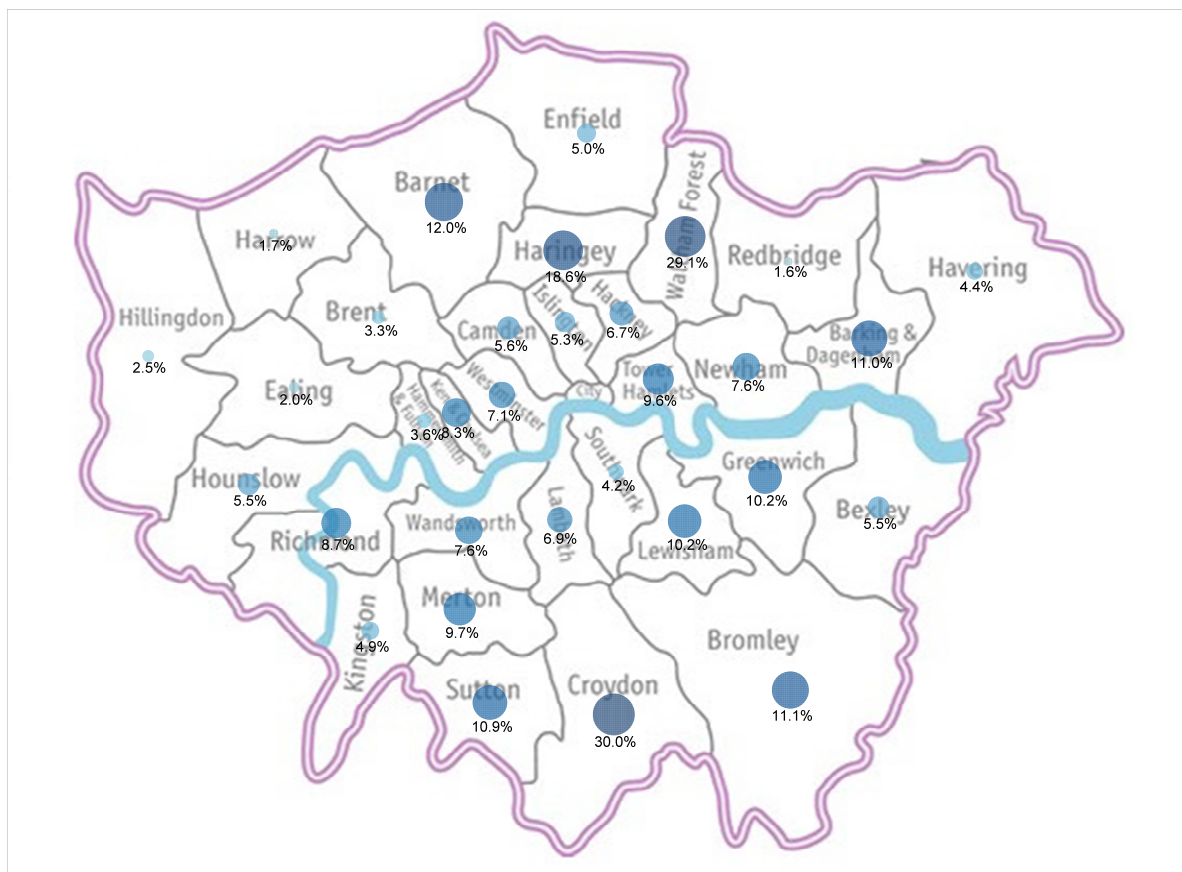 Enfield
5.0%
Barnet
12.0%
Harrow
1.7%
Haringey
18.6%
Waltham Forest
29.1%
Redbridge
1.6%
Havering
4.4%
Hillingdon
2.5%
Brent
3.3%
Camden
5.6%
Islington
5.3%
Hackney
6.7%
Barking &
Dagenham
11.0%
Ealing
2.0%
Westminster
7.1%
City
Tower
Hamlets
9.6%
Newham
7.6%
Hammersmith
& Fulham
3.6%
Ken & Chelsea
8.3%
Hounslow
5.5%
Richmond
8.7%
Wandsworth
7.6%
Lambeth
6.9%
Southwark
4.2%
Lewisham
10.2%
Greenwich
10.2%
Bexley
5.5%
Kingston
4.9%
Merton
9.7%
Sutton
10.9%
Croydon
30.0%
Bromley
11.1%